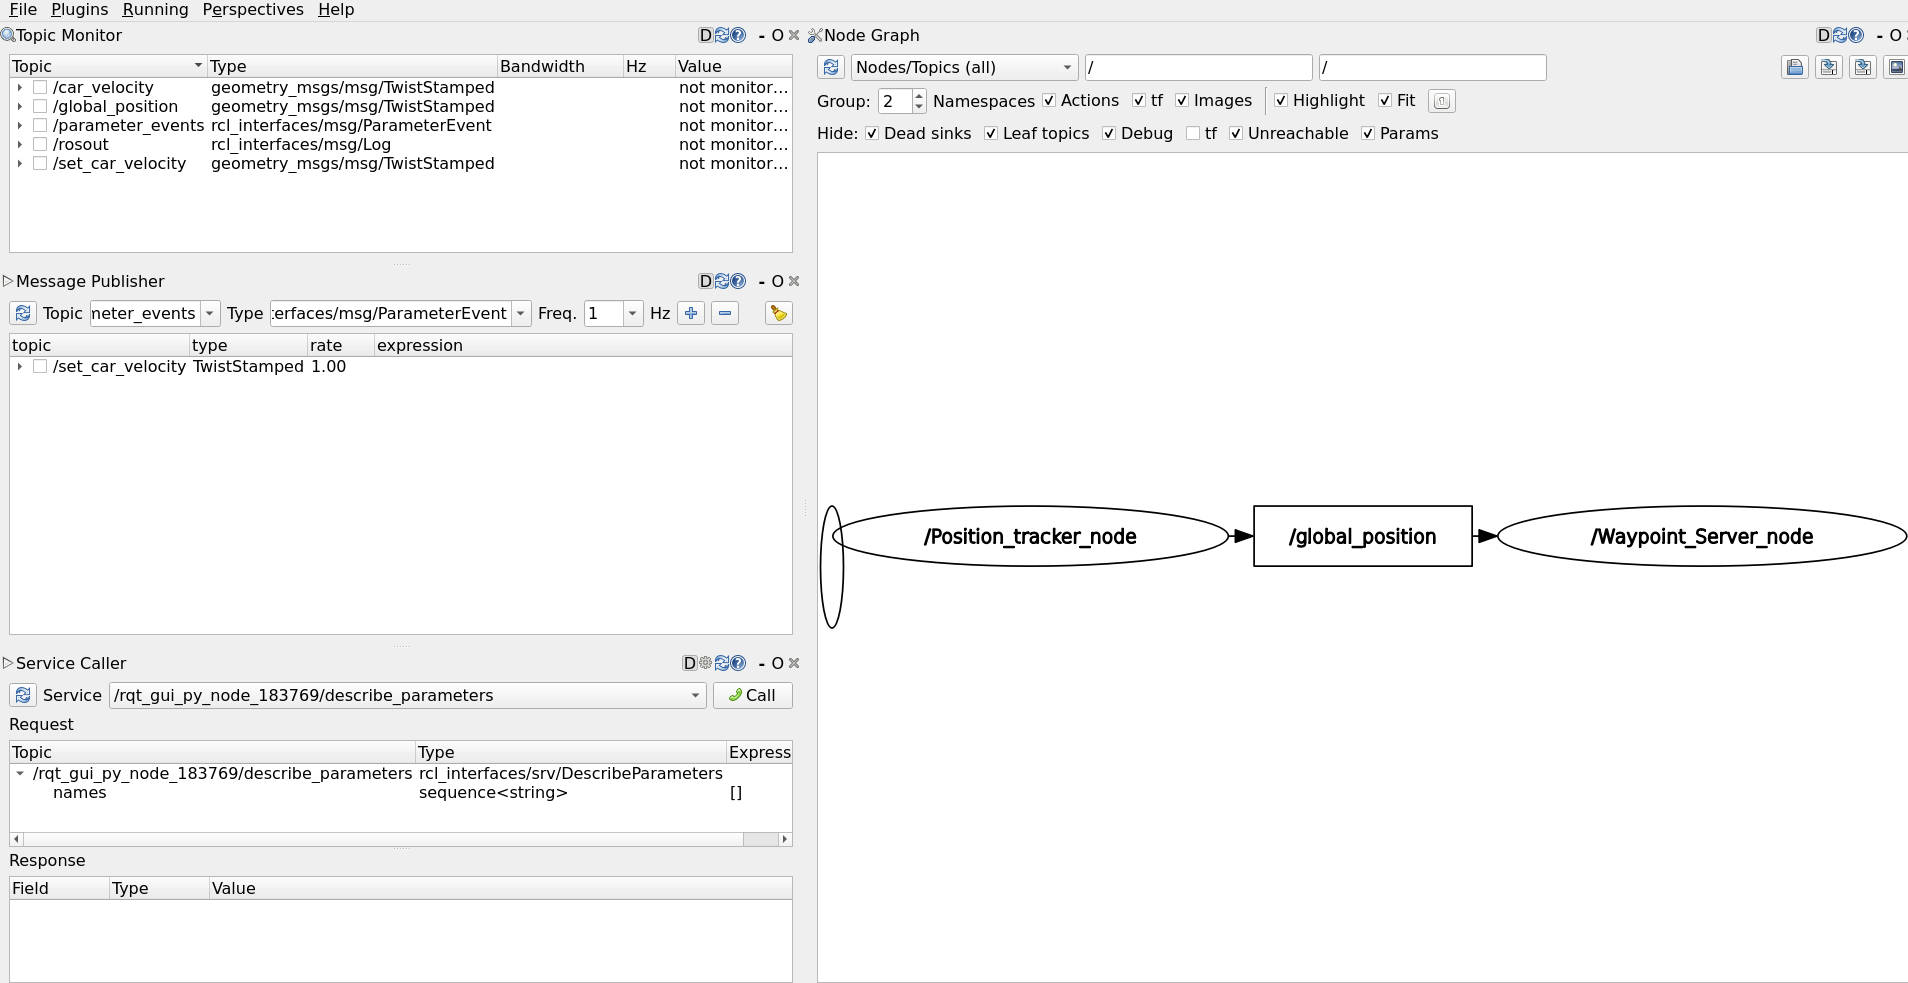 File Plugins Running Perspectives Help
Topic Monitor D - O
Topic Type Bandwidth Hz Value
/car_velocity geometry_msgs/msg/TwistStamped not monitor...
/global_position geometry_msgs/msg/TwistStamped not monitor...
/parameter_events rcl_interfaces/msg/ParameterEvent not monitor...
/rosout rcl_interfaces/msg/Log not monitor...
/set_car_velocity geometry_msgs/msg/TwistStamped not monitor...
Message Publisher D - O
Topic neter_events Type erfaces/msg/ParameterEvent Freq. 1 Hz
topic type rate expression
/set_car_velocity TwistStamped 1.00
Service Caller D - O
Service /rqt_gui_py_node_183769/describe_parameters Call
Request
Topic Type Express
/rqt_gui_py_node_183769/describe_parameters rcl_interfaces/srv/DescribeParameters
names sequence<string> []
Response
Field Type Value
Node Graph D - O
Nodes/Topics (all) / /
Group: 2 Namespaces Actions tf Images Highlight Fit
Hide: Dead sinks Leaf topics Debug tf Unreachable Params
/Position_tracker_node /global_position /Waypoint_Server_node